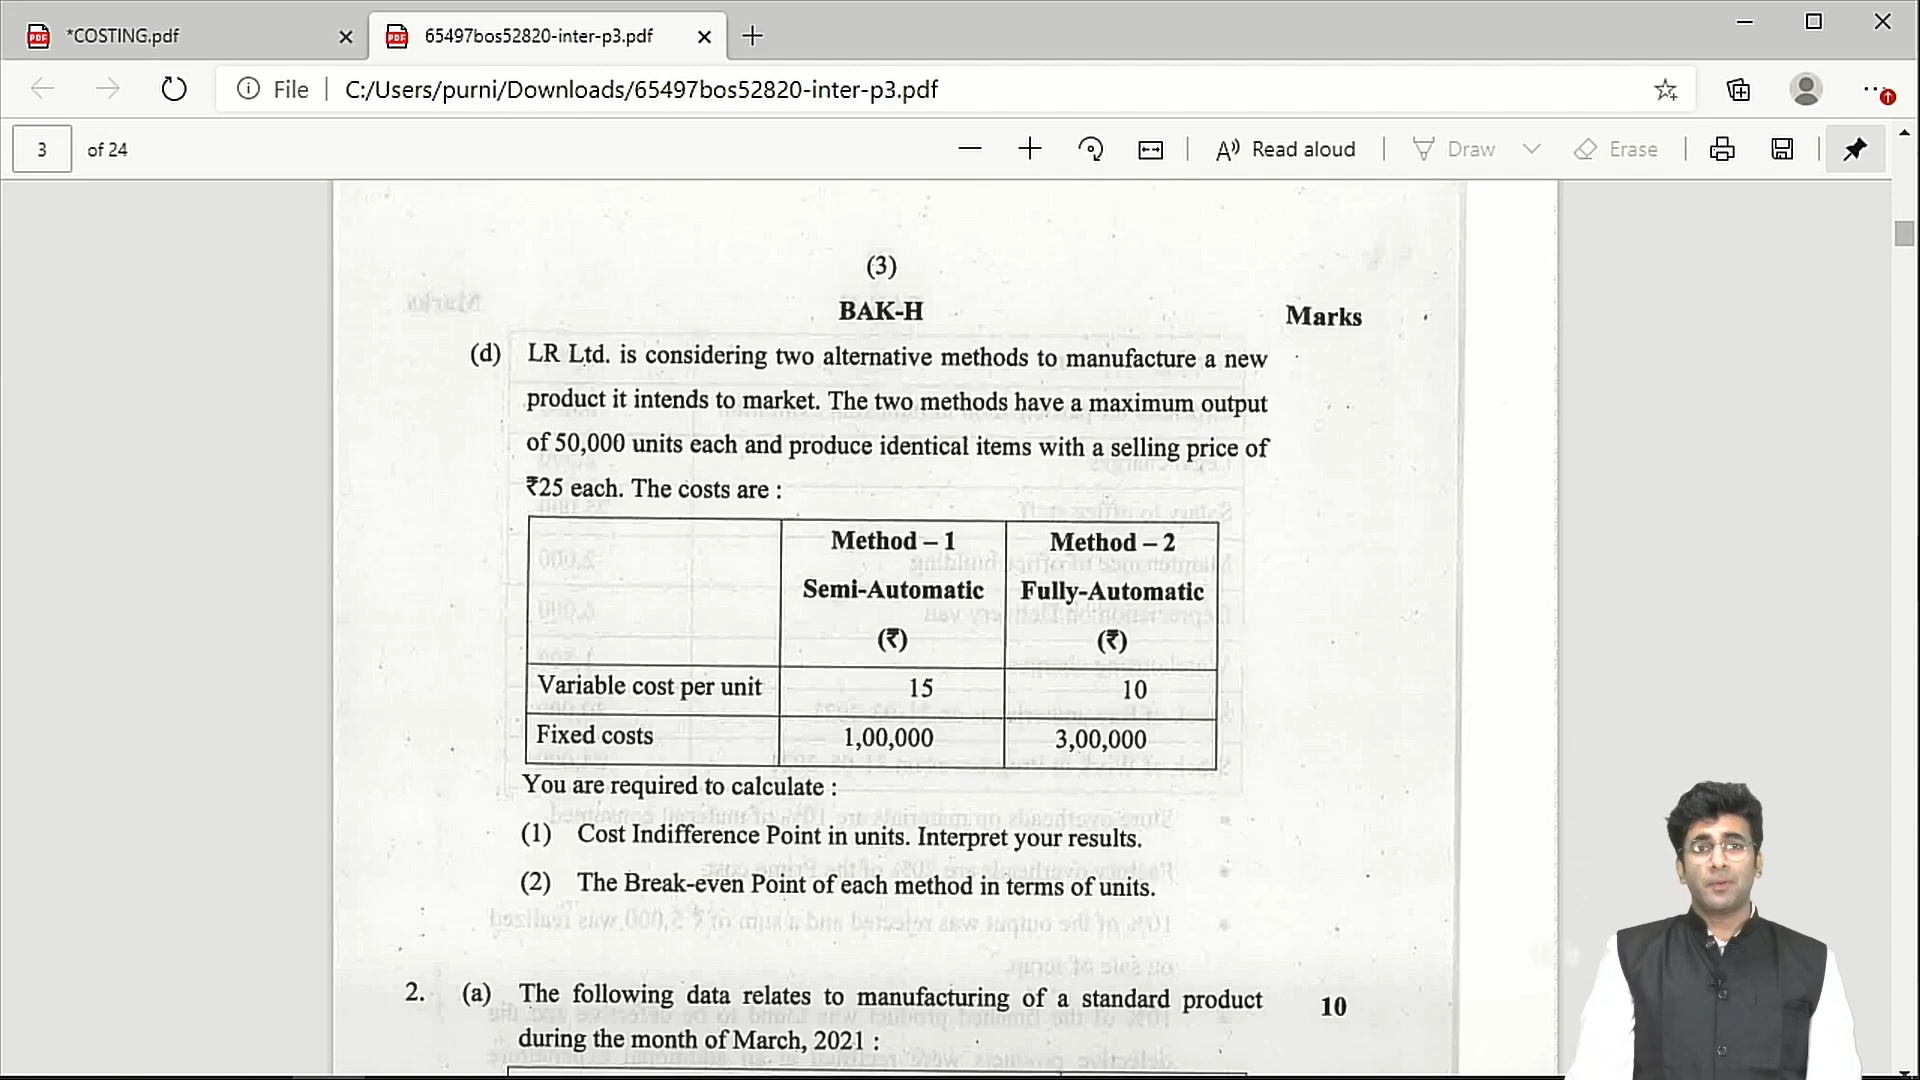 *COSTING.pdf
65497bos52820-inter-p3.pdf
File
C:/Users/purni/Downloads/65497bos52820-inter-p3.pdf
3 of 24
Read aloud
Draw
Erase
(3)
BAK-H
Marks
(d) LR Ltd. is considering two alternative methods to manufacture a new
product it intends to market. The two methods have a maximum output
of 50,000 units each and produce identical items with a selling price of
₹25 each. The costs are :
Method – 1 Method – 2
Semi-Automatic Fully-Automatic
(₹) (₹)
Variable cost per unit 15 10
Fixed costs 1,00,000 3,00,000
You are required to calculate :
(1) Cost Indifference Point in units. Interpret your results.
(2) The Break-even Point of each method in terms of units.
2. (a) The following data relates to manufacturing of a standard product 10
during the month of March, 2021 :